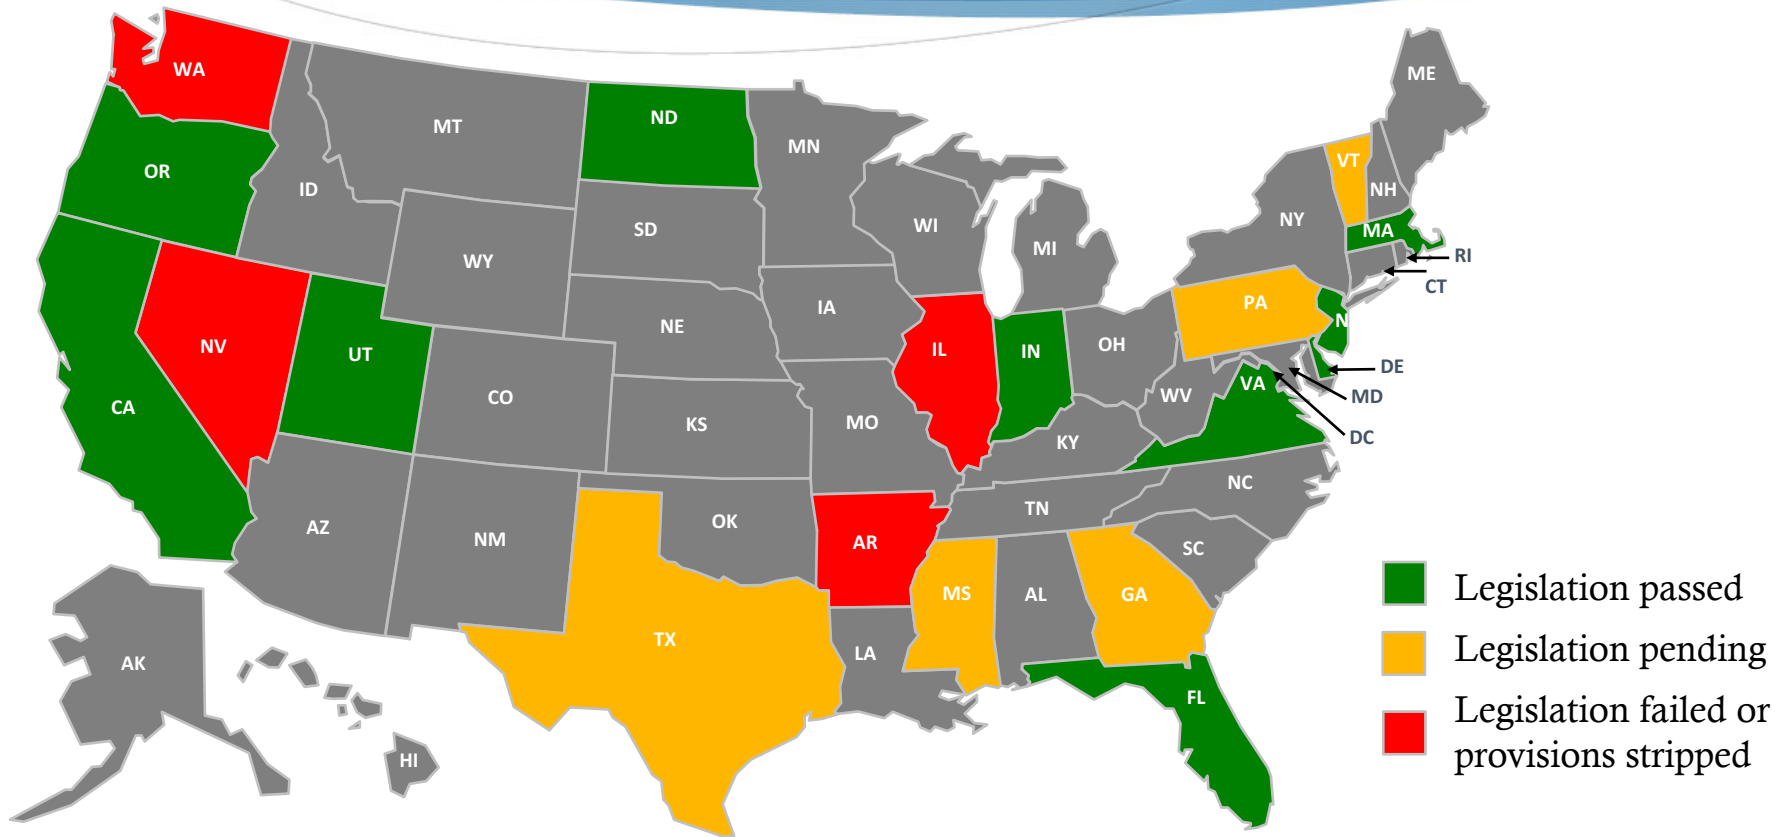 WA
MT
ND
MN
ME
OR
ID
SD
WI
MI
NY
VT
NH
MA
RI
CT
WY
NE
IA
PA
N
NV
UT
CO
IL
IN
OH
DE
MD
DC
CA
KS
MO
WV
VA
KY
NC
TN
AZ
NM
OK
AR
SC
MS
AL
GA
TX
LA
FL
AK
HI
Legislation passed
Legislation pending
Legislation failed or
provisions stripped